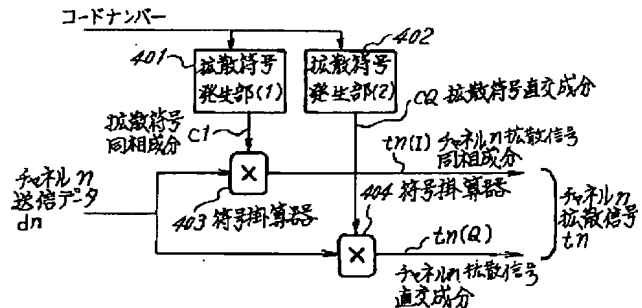 コードナンバー
401
拡散符号
発生部(1)
402
拡散符号
発生部(2)
拡散符号
同相成分
CI
CQ 拡散符号直交成分
tn(I) チャネルn拡散信号
同相成分
チャネルn
送信データ
dn
403 符号掛算器
×
404 符号掛算器
×
tn(Q)
チャネルn拡散信号
直交成分
チャネルn
拡散信号
tn